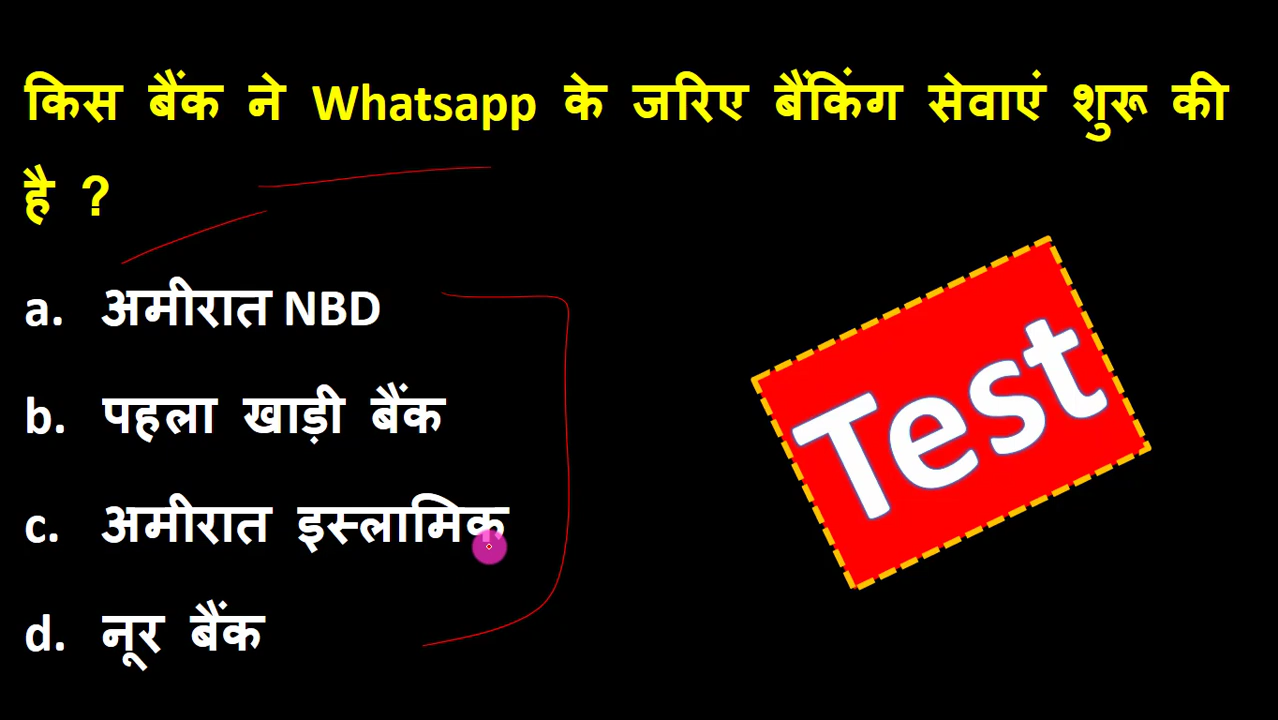 किस बैंक ने Whatsapp के जरिए बैंकिंग सेवाएं शुरू की
है ?
a. अमीरात NBD
b. पहला खाड़ी बैंक
c. अमीरात इस्लामिक
d. नूर बैंक
Test